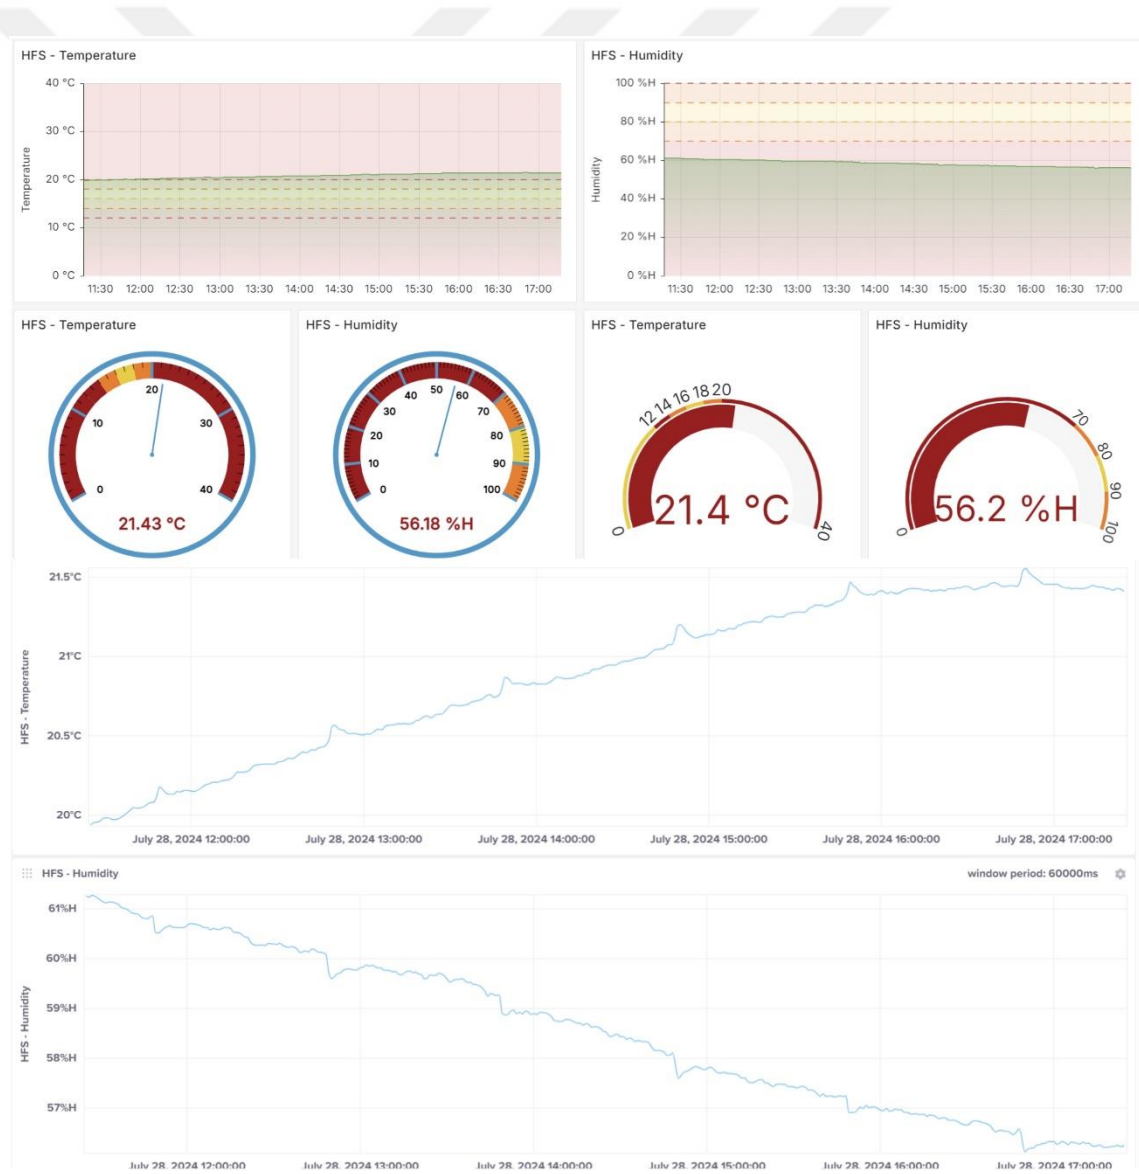 HFS - Temperature
40 °C
30 °C
20 °C
10 °C
0 °C
Temperature
11:30 12:00 12:30 13:00 13:30 14:00 14:30 15:00 15:30 16:00 16:30 17:00
HFS - Humidity
100 %H
80 %H
60 %H
40 %H
20 %H
0 %H
Humidity
11:30 12:00 12:30 13:00 13:30 14:00 14:30 15:00 15:30 16:00 16:30 17:00
HFS - Temperature
0
10
20
30
40
21.43 °C
HFS - Humidity
0
10
20
30
40
50
60
70
80
90
100
56.18 %H
HFS - Temperature
0
12
14
16
18
20
40
21.4 °C
HFS - Humidity
0
70
80
90
100
56.2 %H
21.5°C
21°C
20.5°C
20°C
HFS - Temperature
July 28, 2024 12:00:00 July 28, 2024 13:00:00 July 28, 2024 14:00:00 July 28, 2024 15:00:00 July 28, 2024 16:00:00 July 28, 2024 17:00:00
HFS - Humidity window period: 60000ms
61%H
60%H
59%H
58%H
57%H
HFS - Humidity
July 28, 2024 12:00:00 July 28, 2024 13:00:00 July 28, 2024 14:00:00 July 28, 2024 15:00:00 July 28, 2024 16:00:00 July 28, 2024 17:00:00